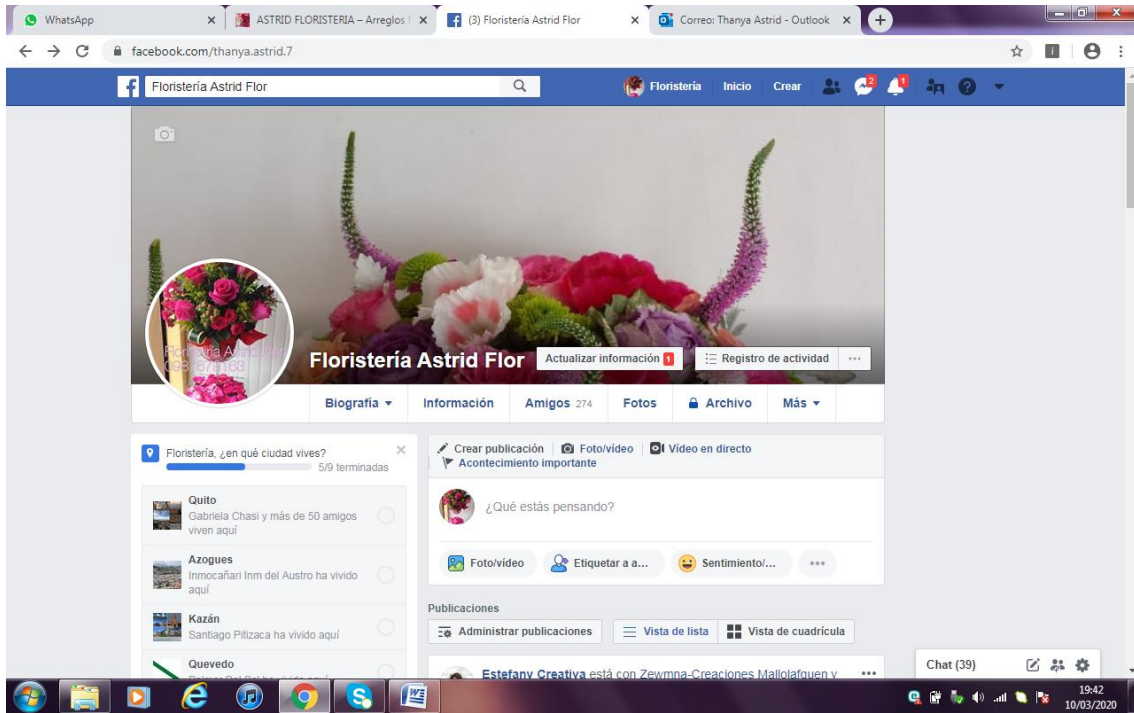 WhatsApp
ASTRID FLORISTERIA – Arreglos f
(3) Floristería Astrid Flor
Correo: Thanya Astrid - Outlook
facebook.com/thanya.astrid.7
Floristería Astrid Flor
Floristería
Inicio
Crear
2
1
Floristería Astrid Flor
Actualizar información 1
Registro de actividad
Biografía
Información
Amigos 274
Fotos
Archivo
Más
Floristería, ¿en qué ciudad vives?
5/9 terminadas
Quito
Gabriela Chasi y más de 50 amigos
viven aquí
Azogues
Inmocañari Inm del Austro ha vivido
aquí
Kazán
Santiago Pitizaca ha vivido aquí
Quevedo
Crear publicación
Foto/vídeo
Vídeo en directo
Acontecimiento importante
¿Qué estás pensando?
Foto/vídeo
Etiquetar a a...
Sentimiento/...
Publicaciones
Administrar publicaciones
Vista de lista
Vista de cuadrícula
Estefany Creativa está con Zewmna-Creaciones Mallolafquen y
Chat (39)
19:42
10/03/2020